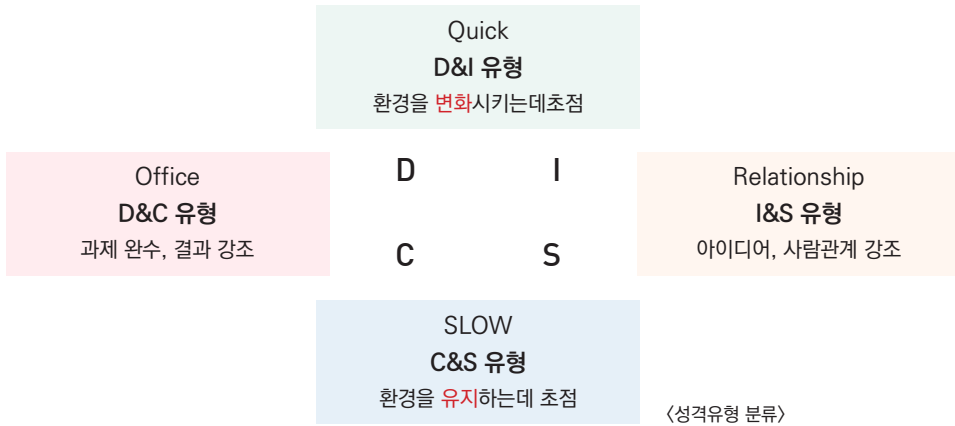 Quick
D&I 유형
환경을 변화시키는데초점
Office
D&C 유형
과제 완수, 결과 강조
D I
C S
Relationship
I&S 유형
아이디어, 사람관계 강조
SLOW
C&S 유형
환경을 유지하는데 초점
〈성격유형 분류〉